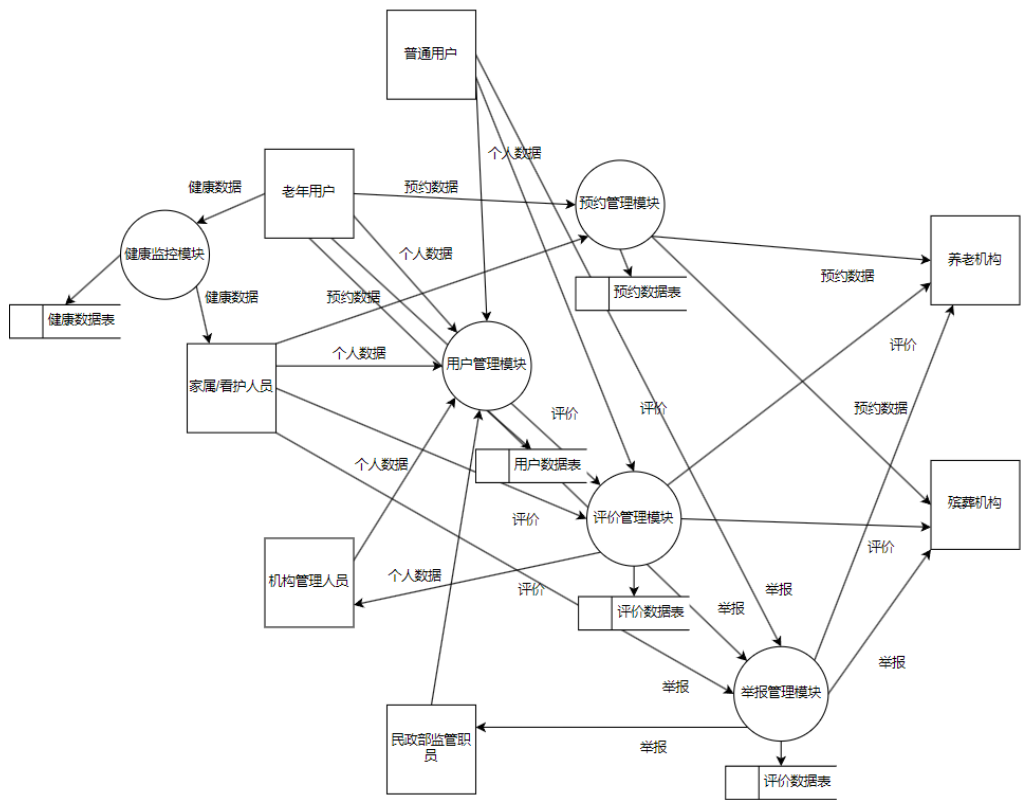 普通用户
个人数据
老年用户
健康数据
预约数据
预约管理模块
健康监控模块
个人数据
养老机构
预约数据
健康数据
预约数据
预约数据表
健康数据表
个人数据
评价
用户管理模块
家属/看护人员
评价
评价
预约数据
个人数据
用户数据表
殡葬机构
评价
评价管理模块
评价
机构管理人员
个人数据
评价
举报
举报
评价数据表
举报
举报
举报管理模块
民政部监管职
员
举报
评价数据表